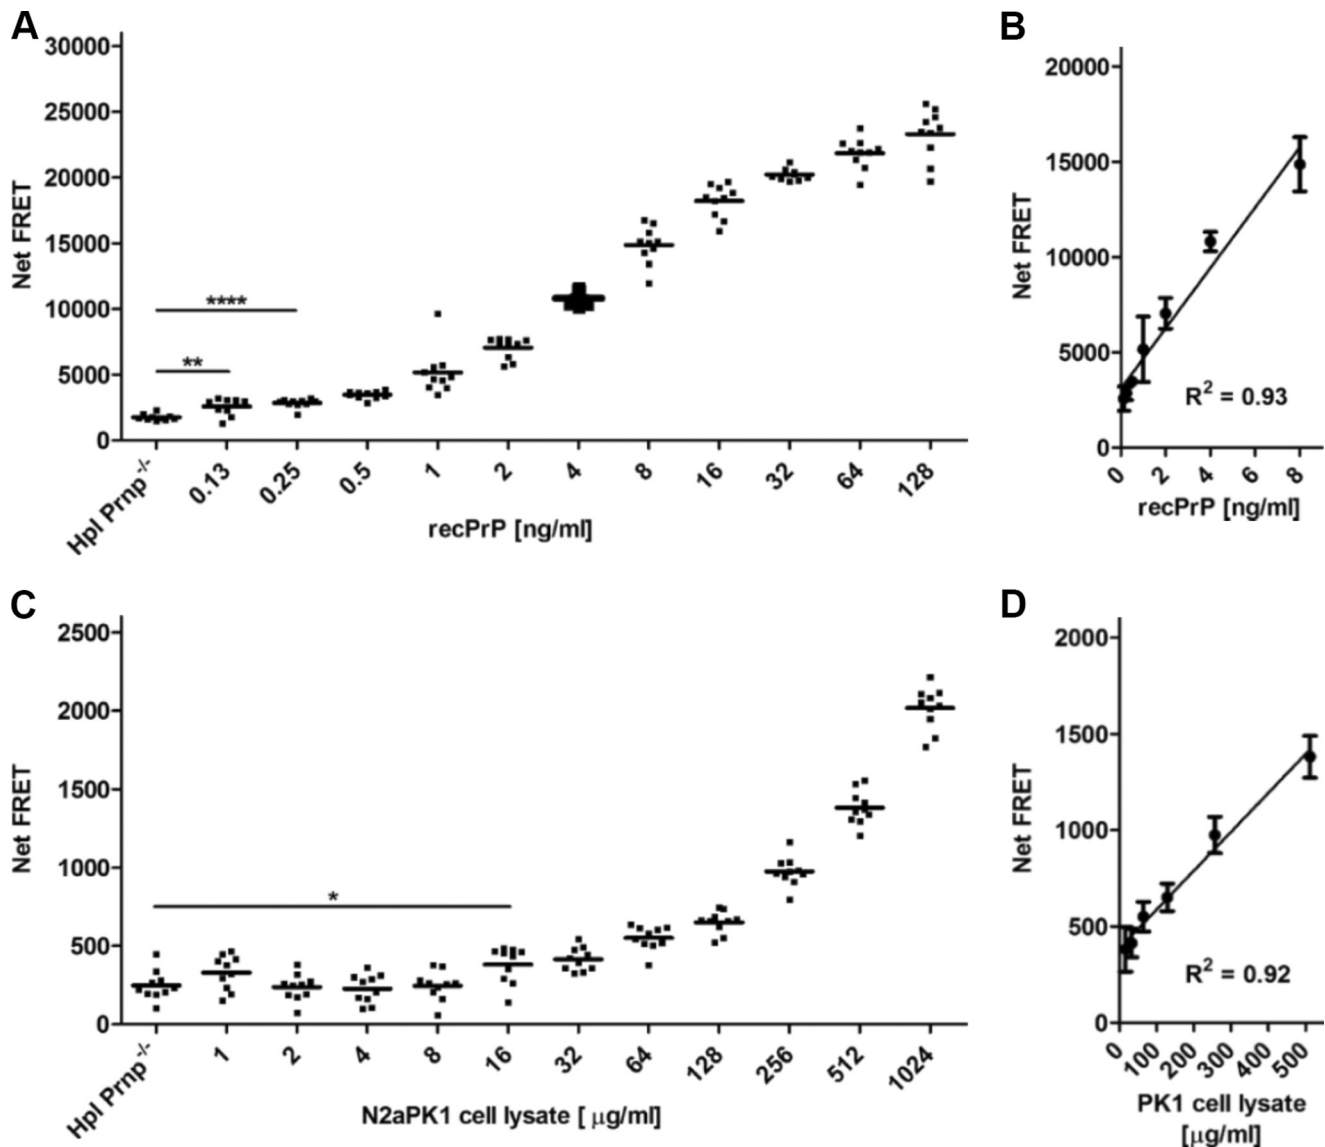 A
30000
25000
20000
15000
10000
5000
0
Net FRET
****
**
Hpl Prnp-/- 0.13 0.25 0.5 1 2 4 8 16 32 64 128
recPrP [ng/ml]
B
20000
15000
10000
5000
0
Net FRET
R2 = 0.93
0 2 4 6 8
recPrP [ng/ml]
C
2500
2000
1500
1000
500
0
Net FRET
*
Hpl Prnp-/- 1 2 4 8 16 32 64 128 256 512 1024
N2aPK1 cell lysate [ μg/ml]
D
2000
1500
1000
500
0
Net FRET
R2 = 0.92
0 100 200 300 400 500
PK1 cell lysate
[μg/ml]